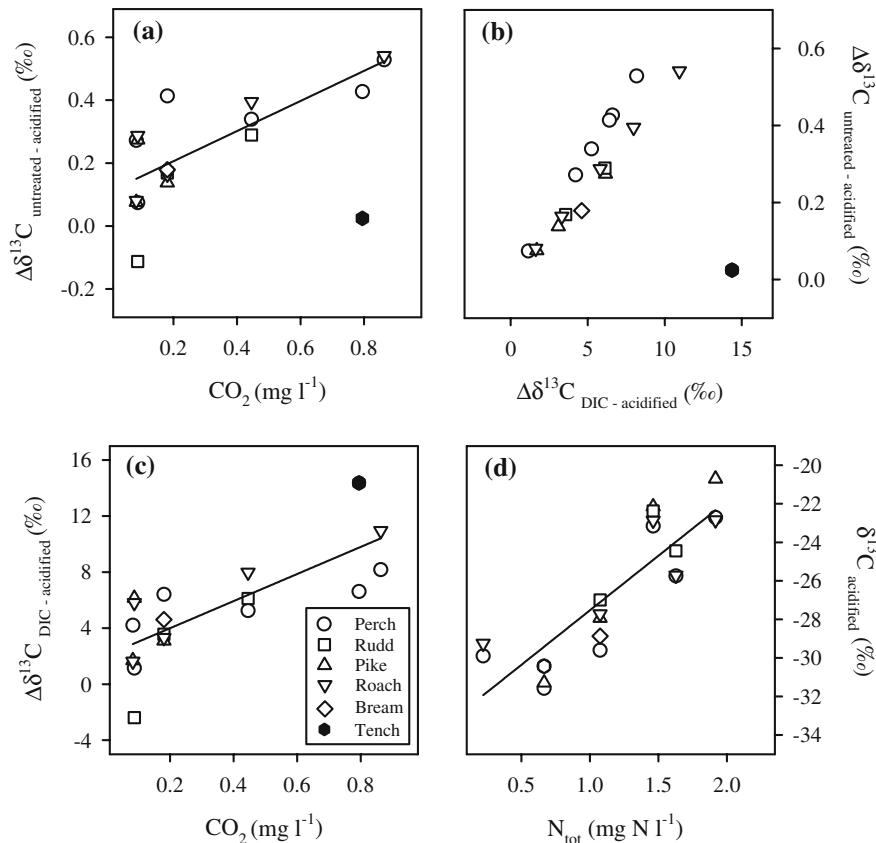 (a)
0.6
0.4
0.2
0.0
-0.2
Δδ¹³C untreated - acidified (‰)
0.2 0.4 0.6 0.8
CO₂ (mg l⁻¹)
(b)
0.6
0.4
0.2
0.0
Δδ¹³C untreated - acidified (‰)
0 5 10 15
Δδ¹³C DIC - acidified (‰)
(c)
16
12
8
4
0
-4
Δδ¹³C DIC - acidified (‰)
Perch
Rudd
Pike
Roach
Bream
Tench
0.2 0.4 0.6 0.8
CO₂ (mg l⁻¹)
(d)
-20
-22
-24
-26
-28
-30
-32
-34
δ¹³C acidified (‰)
0.5 1.0 1.5 2.0
N tot (mg N l⁻¹)